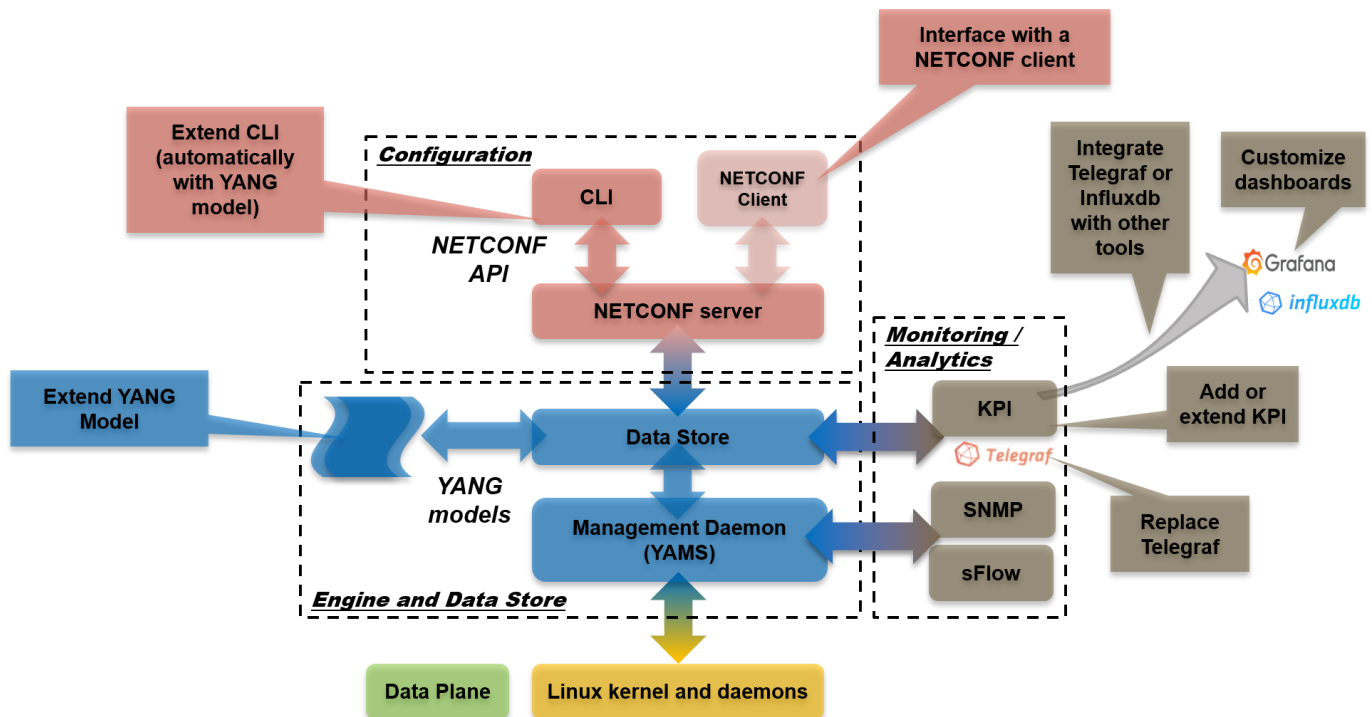 Interface with a
NETCONF client
Extend CLI
(automatically
with YANG
model)
Configuration
CLI
NETCONF
Client
NETCONF
API
NETCONF server
Integrate
Telegraf or
Influxdb
with other
tools
Customize
dashboards
Grafana
influxdb
Monitoring /
Analytics
Extend YANG
Model
Data Store
KPI
Add or
extend KPI
Telegraf
YANG
models
Management Daemon
(YAMS)
SNMP
sFlow
Replace
Telegraf
Engine and Data Store
Data Plane
Linux kernel and daemons